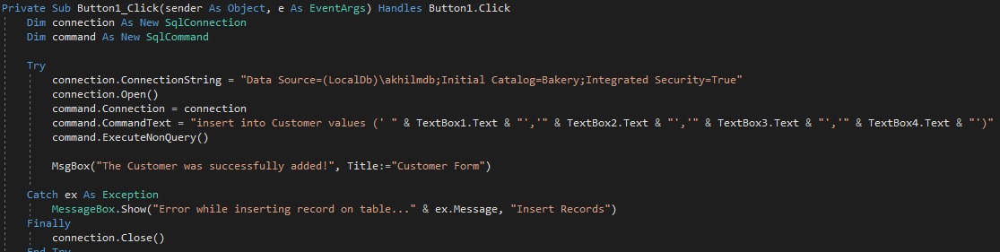 Private Sub Button1_Click(sender As Object, e As EventArgs) Handles Button1.Click
Dim connection As New SqlConnection
Dim command As New SqlCommand
Try
connection.ConnectionString = "Data Source=(LocalDb)\akhilmdb;Initial Catalog=Bakery;Integrated Security=True"
connection.Open()
command.Connection = connection
command.CommandText = "insert into Customer values (' " & TextBox1.Text & "','" & TextBox2.Text & "','" & TextBox3.Text & "','" & TextBox4.Text & "')"
command.ExecuteNonQuery()
MsgBox("The Customer was successfully added!", Title:="Customer Form")
Catch ex As Exception
MessageBox.Show("Error while inserting record on table..." & ex.Message, "Insert Records")
Finally
connection.Close()
End Try